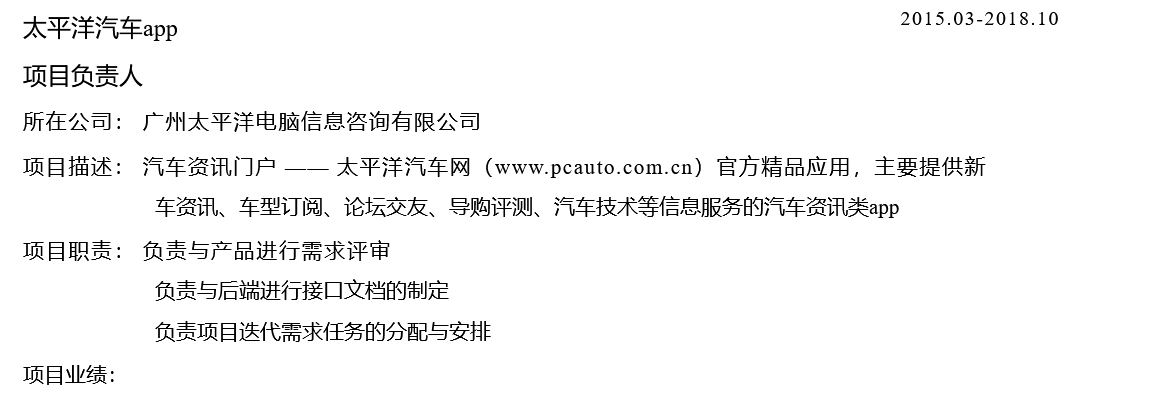 太平洋汽车app
2015.03-2018.10
项目负责人
所在公司： 广州太平洋电脑信息咨询有限公司
项目描述： 汽车资讯门户 —— 太平洋汽车网（www.pcauto.com.cn）官方精品应用，主要提供新
车资讯、车型订阅、论坛交友、导购评测、汽车技术等信息服务的汽车资讯类app
项目职责： 负责与产品进行需求评审
负责与后端进行接口文档的制定
负责项目迭代需求任务的分配与安排
项目业绩：